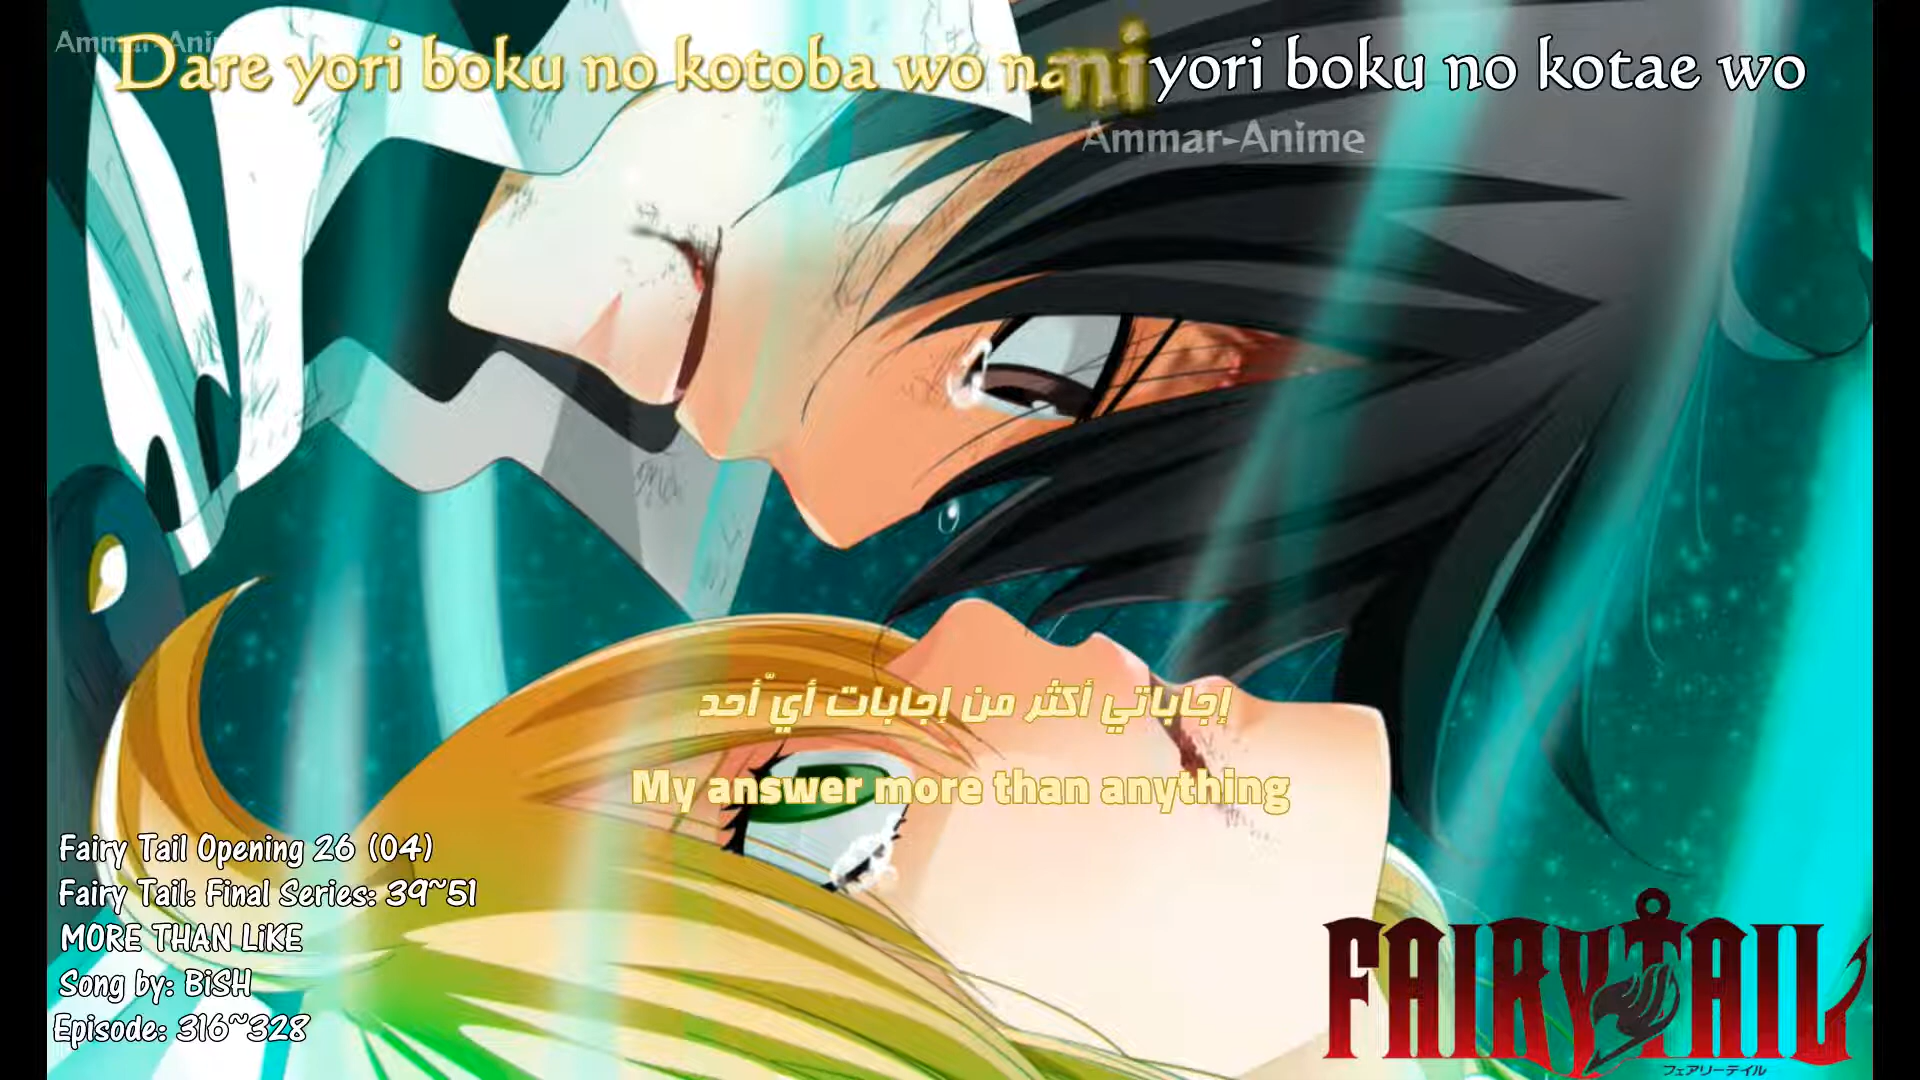 Ammar-Anime
Dare yori boku no kotoba wo nani yori boku no kotae wo
Ammar-Anime
إجاباتي أكثر من إجابات أيّ أحد
My answer more than anything
Fairy Tail Opening 26 (04)
Fairy Tail: Final Series: 39~51
MORE THAN LiKE
Song by: BiSH
Episode: 316~328
FAIRY TAIL
フェアリーテイル